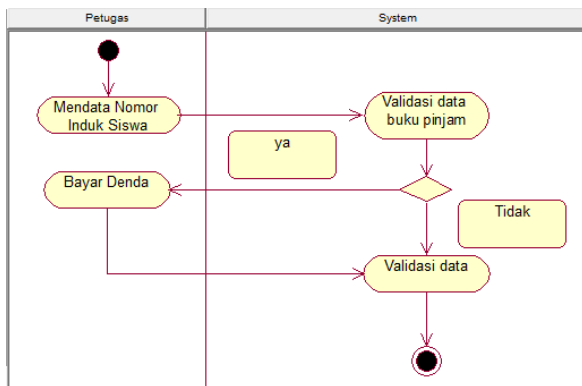 Petugas
System
Mendata Nomor
Induk Siswa
Validasi data
buku pinjam
ya
Bayar Denda
Tidak
Validasi data